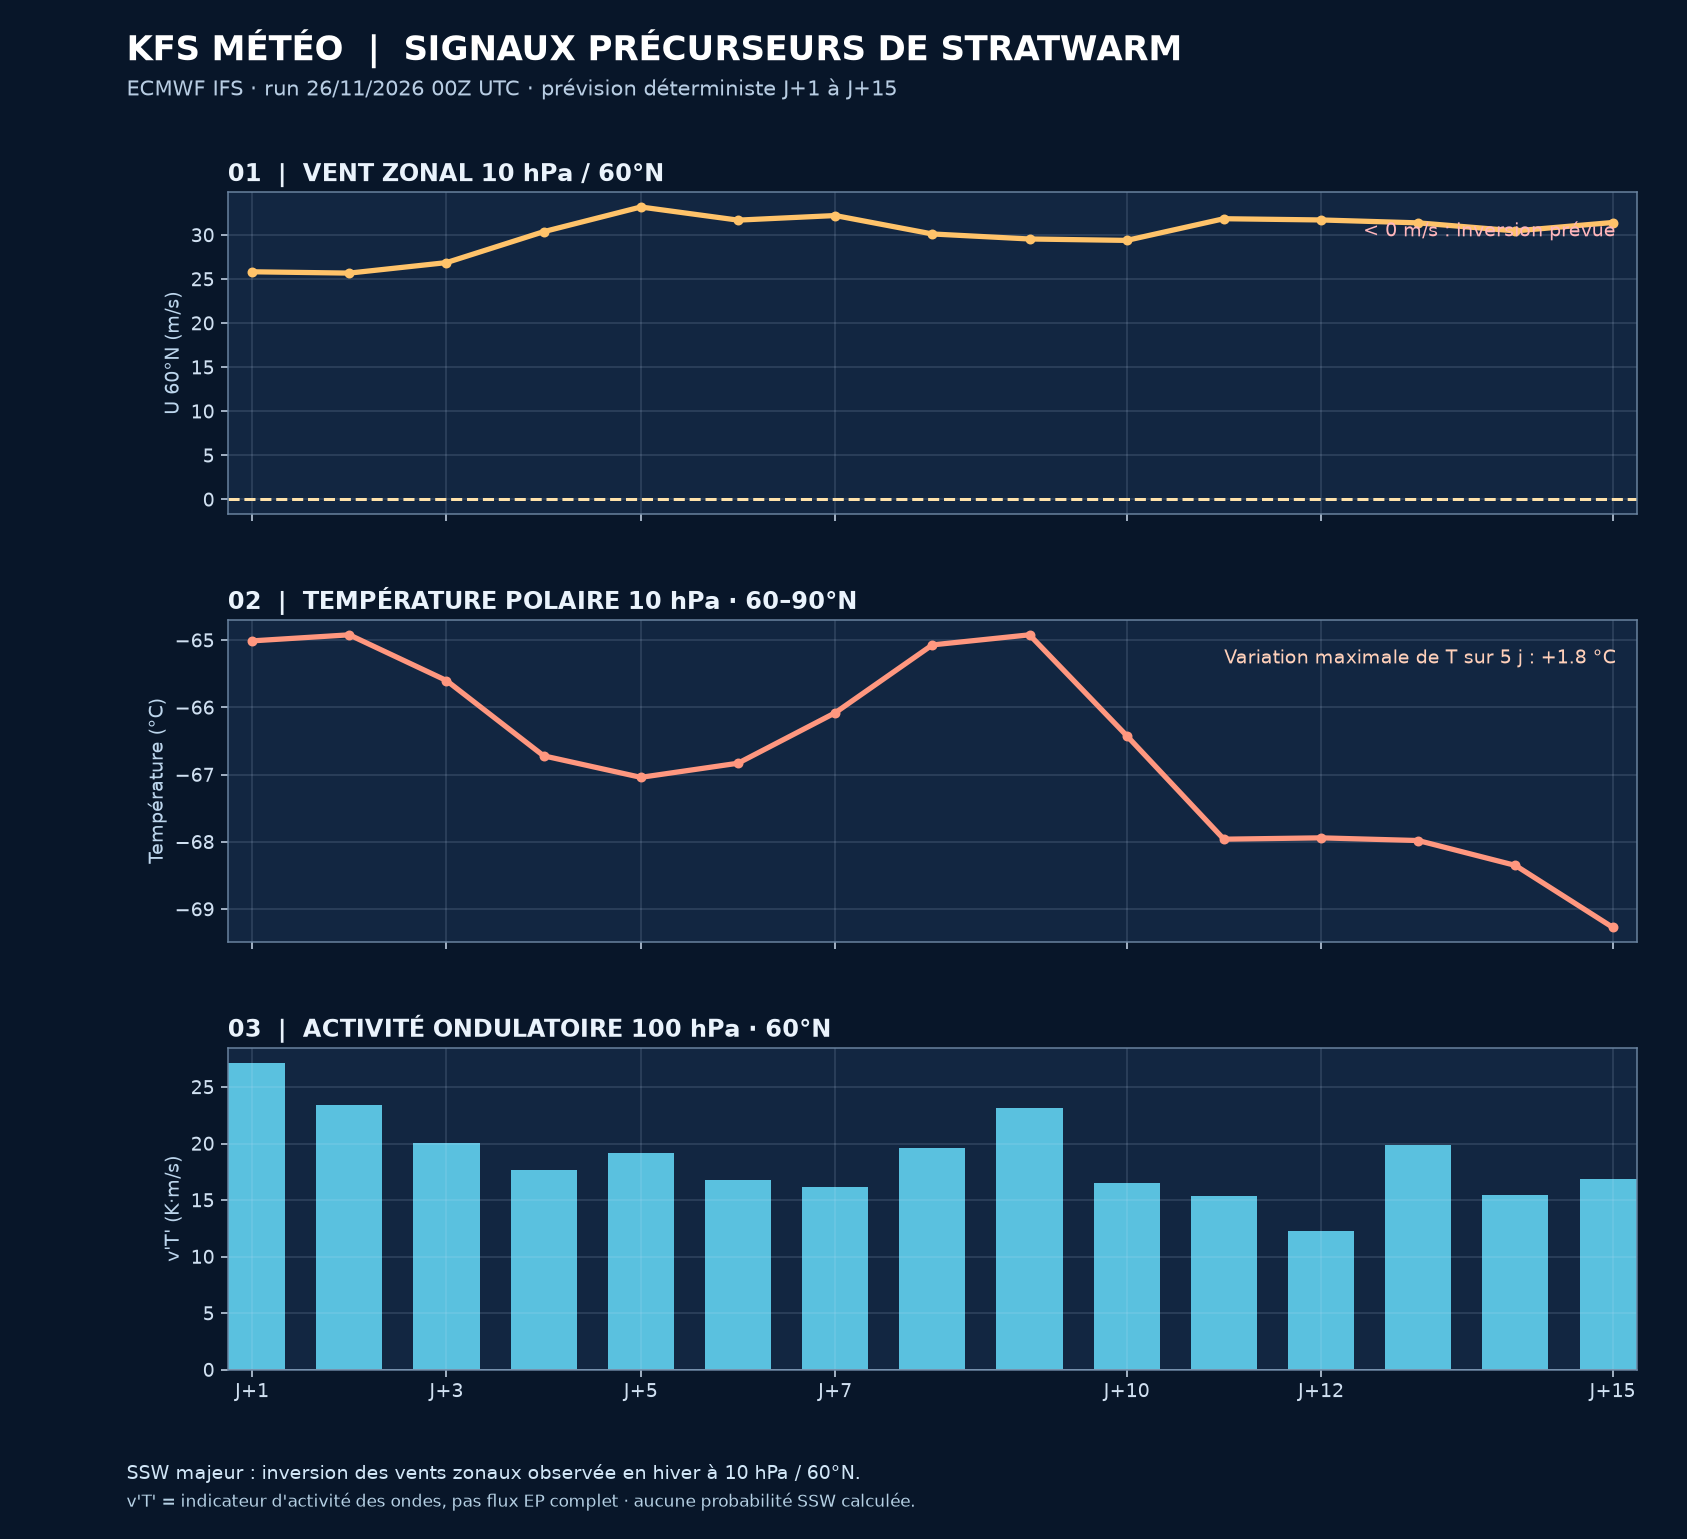 KFS MÉTÉO | SIGNAUX PRÉCURSEURS DE STRATWARM
ECMWF IFS · run 26/11/2026 00Z UTC · prévision déterministe J+1 à J+15
01 | VENT ZONAL 10 hPa / 60°N
U 60°N (m/s)
30
25
20
15
10
5
0
< 0 m/s : inversion prévue
02 | TEMPÉRATURE POLAIRE 10 hPa · 60–90°N
Température (°C)
−65
−66
−67
−68
−69
Variation maximale de T sur 5 j : +1.8 °C
03 | ACTIVITÉ ONDULATOIRE 100 hPa · 60°N
v'T' (K·m/s)
25
20
15
10
5
0
J+1 J+3 J+5 J+7 J+10 J+12 J+15
SSW majeur : inversion des vents zonaux observée en hiver à 10 hPa / 60°N.
v'T' = indicateur d'activité des ondes, pas flux EP complet · aucune probabilité SSW calculée.